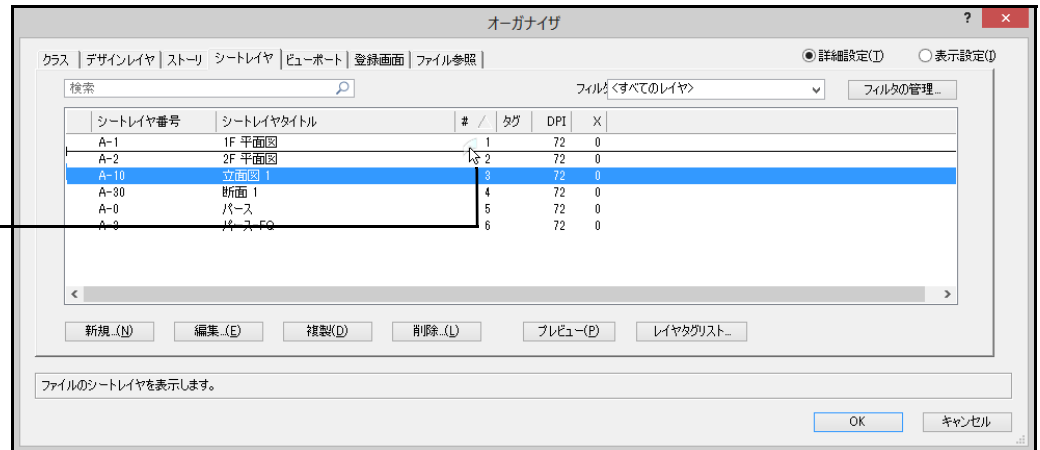 オーガナイザ
?
×
クラス デザインレイヤ ストーリ シートレイヤ ビューポート 登録画面 ファイル参照
詳細設定(T) 表示設定(I)
検索
フィルタ <すべてのレイヤ>
フィルタの管理...
シートレイヤ番号 シートレイヤタイトル # タグ DPI X
A-1 1F 平面図 1 72 0
A-2 2F 平面図 2 72 0
A-10 立面図 1 3 72 0
A-30 断面 1 4 72 0
A-0 パース 5 72 0
A-3 パース-FQ 6 72 0
新規...(N) 編集...(E) 複製(D) 削除...(L) プレビュー(P) レイヤタグリスト...
ファイルのシートレイヤを表示します。
OK キャンセル